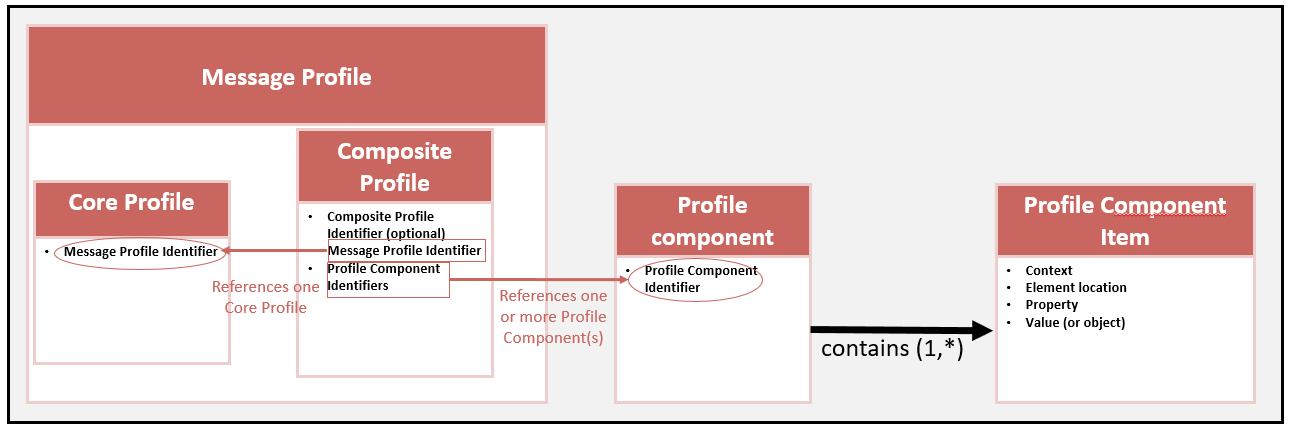 Message Profile
Core Profile
• Message Profile Identifier
Composite
Profile
• Composite Profile
Identifier (optional)
Message Profile Identifier
• Profile Component
Identifiers
References one
Core Profile
References one
or more Profile
Component(s)
Profile
component
• Profile Component
Identifier
contains (1,*)
Profile Component
Item
• Context
• Element location
• Property
• Value (or object)